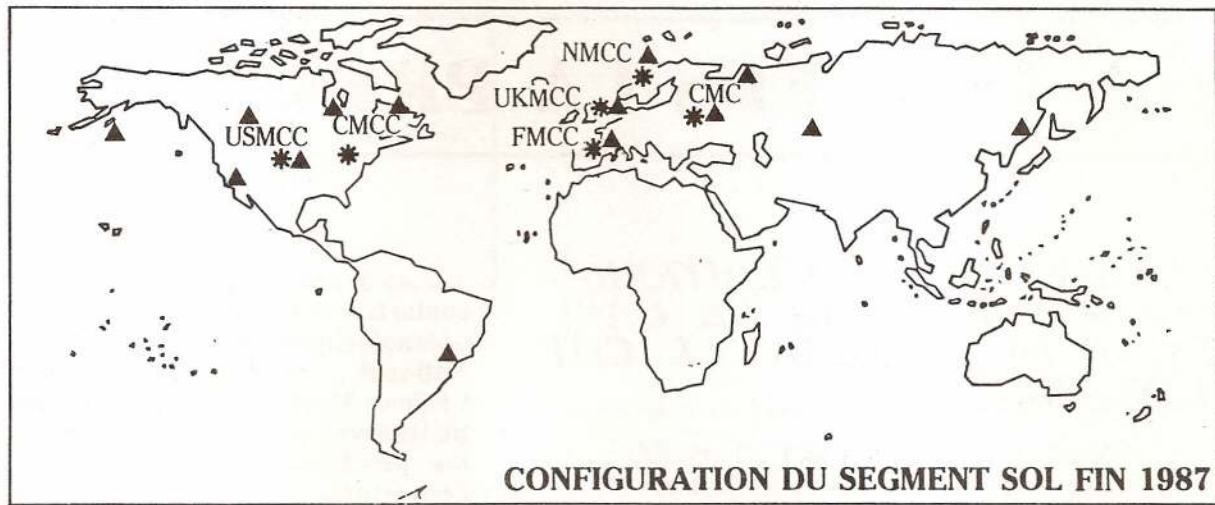 NMCC
UKMCC
CMC
USMCC
CMCC
FMCC
CONFIGURATION DU SEGMENT SOL FIN 1987